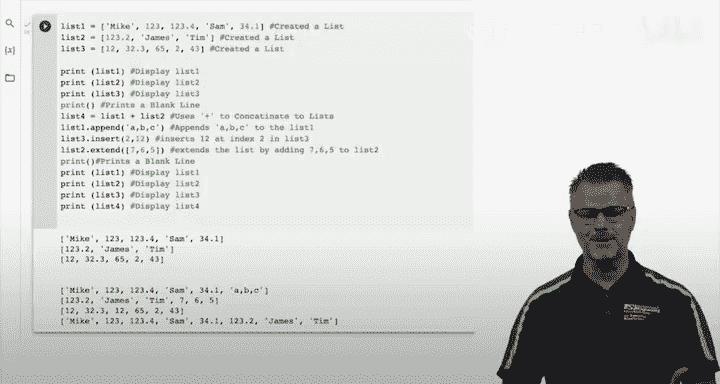 list1 = ['Mike', 123, 123.4, 'Sam', 34.1] #Created a List
list2 = [123.2, 'James', 'Tim'] #Created a List
list3 = [12, 32.3, 65, 2, 43] #Created a List
print (list1) #Display list1
print (list2) #Display list2
print (list3) #Display list3
print() #Prints a Blank Line
list4 = list1 + list2 #Uses '+' to Concatinate to Lists
list1.append('a,b,c') #Appends 'a,b,c' to the list1
list3.insert(2,12) #inserts 12 at index 2 in list3
list2.extend([7,6,5]) #extends the list by adding 7,6,5 to list2
print()#Prints a Blank Line
print (list1) #Display list1
print (list2) #Display list2
print (list3) #Display list3
print (list4) #Display list4
['Mike', 123, 123.4, 'Sam', 34.1]
[123.2, 'James', 'Tim']
[12, 32.3, 65, 2, 43]
['Mike', 123, 123.4, 'Sam', 34.1, 'a,b,c']
[123.2, 'James', 'Tim', 7, 6, 5]
[12, 32.3, 12, 65, 2, 43]
['Mike', 123, 123.4, 'Sam', 34.1, 123.2, 'James', 'Tim']